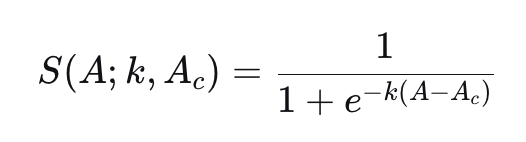 S(A; k, A_c) = \frac{1}{1 + e^{-k(A-A_c)}}